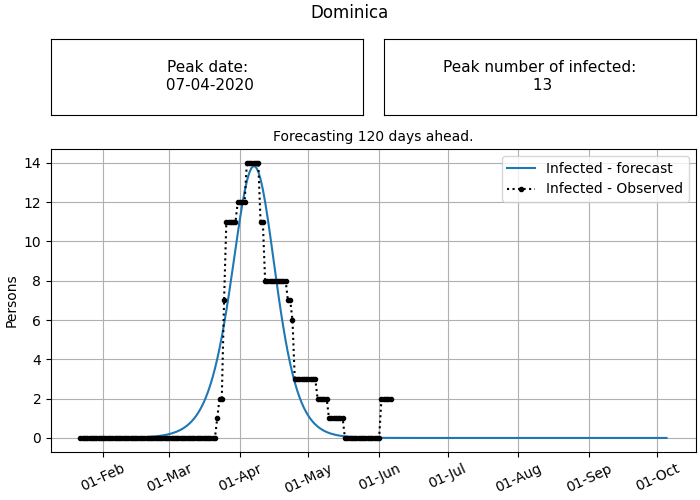 Dominica
Peak date:
07-04-2020
Peak number of infected:
13
Forecasting 120 days ahead.
Infected - forecast
Infected - Observed
Persons
14
12
10
8
6
4
2
0
01-Feb
01-Mar
01-Apr
01-May
01-Jun
01-Jul
01-Aug
01-Sep
01-Oct